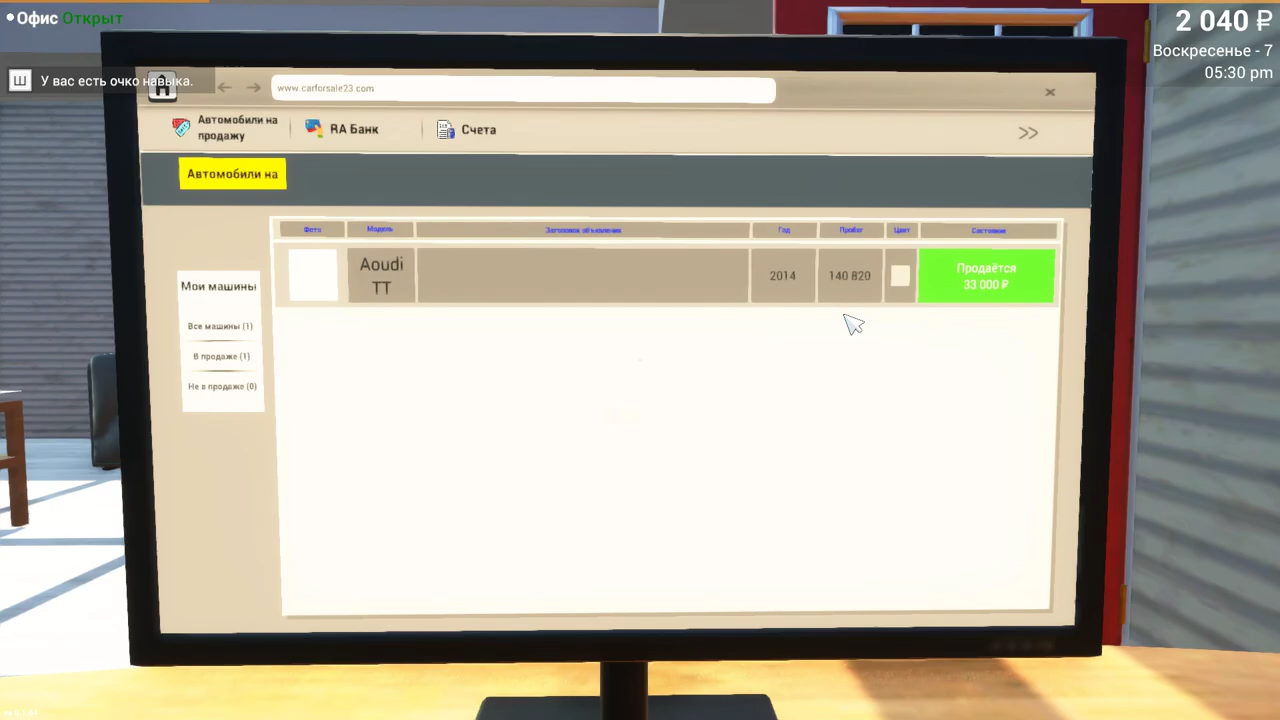 Офис Открыт
2 040 ₽
Воскресенье - 7
05:30 pm
Ш У вас есть очко навыка.
www.carforsale23.com
Автомобили на продажу
RA Банк
Счета
>>
Автомобили на
Фото Модель Заголовок объявления Год Пробег Цвет Состояние
Aoudi TT
2014
140 820
Продаётся
33 000 ₽
Мои машины
Все машины (1)
В продаже (1)
Не в продаже (0)